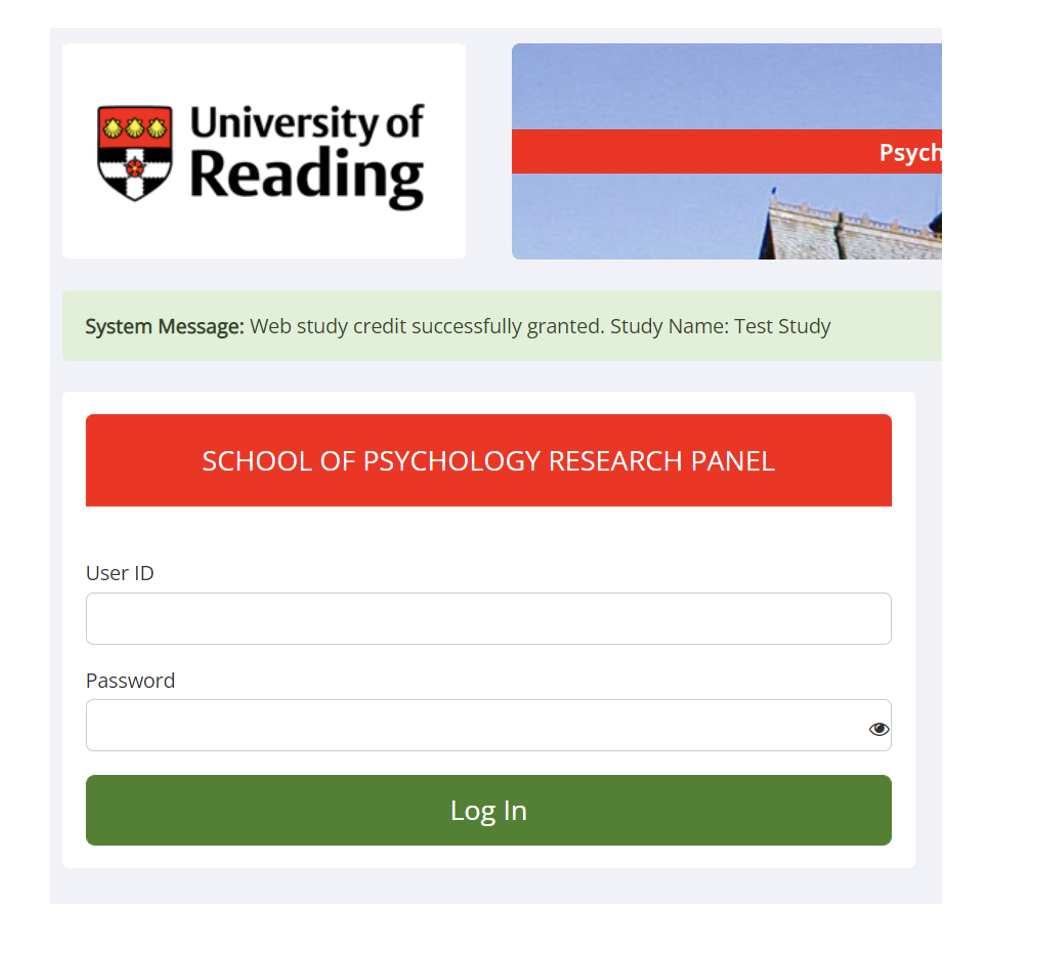 University of
Reading
Psych
System Message: Web study credit successfully granted. Study Name: Test Study
SCHOOL OF PSYCHOLOGY RESEARCH PANEL
User ID
Password
Log In